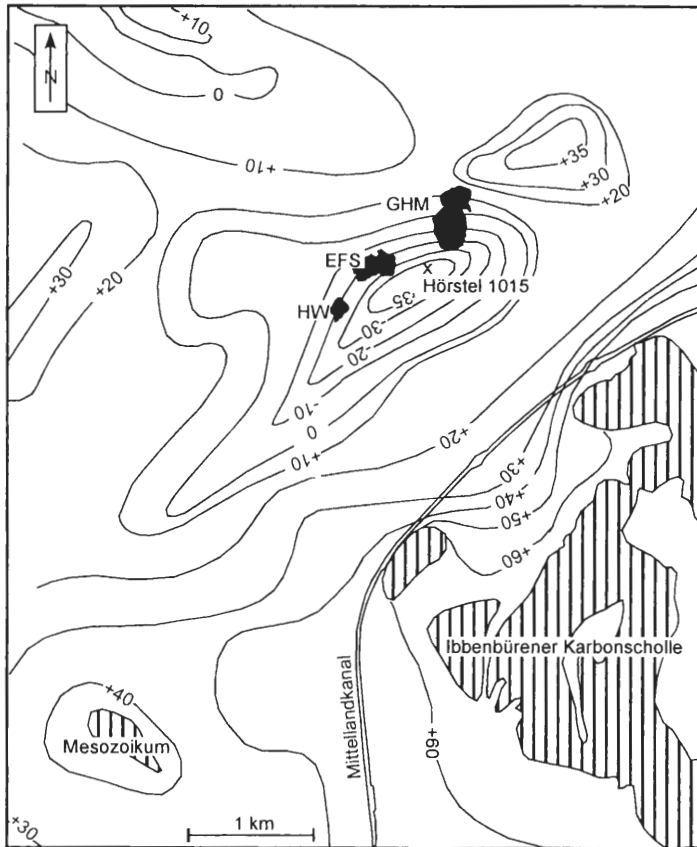 +10
N
0
+10
+35
+30
+20
GHM
+30
+20
EFS
Hörstel 1015
HW
-35
-30
-20
-10
0
+10
+20
+30
+40
+50
+60
Ibbenbürener Karbonscholle
+40
Mesozoikum
Mittellandkanal
+60
+30
1 km